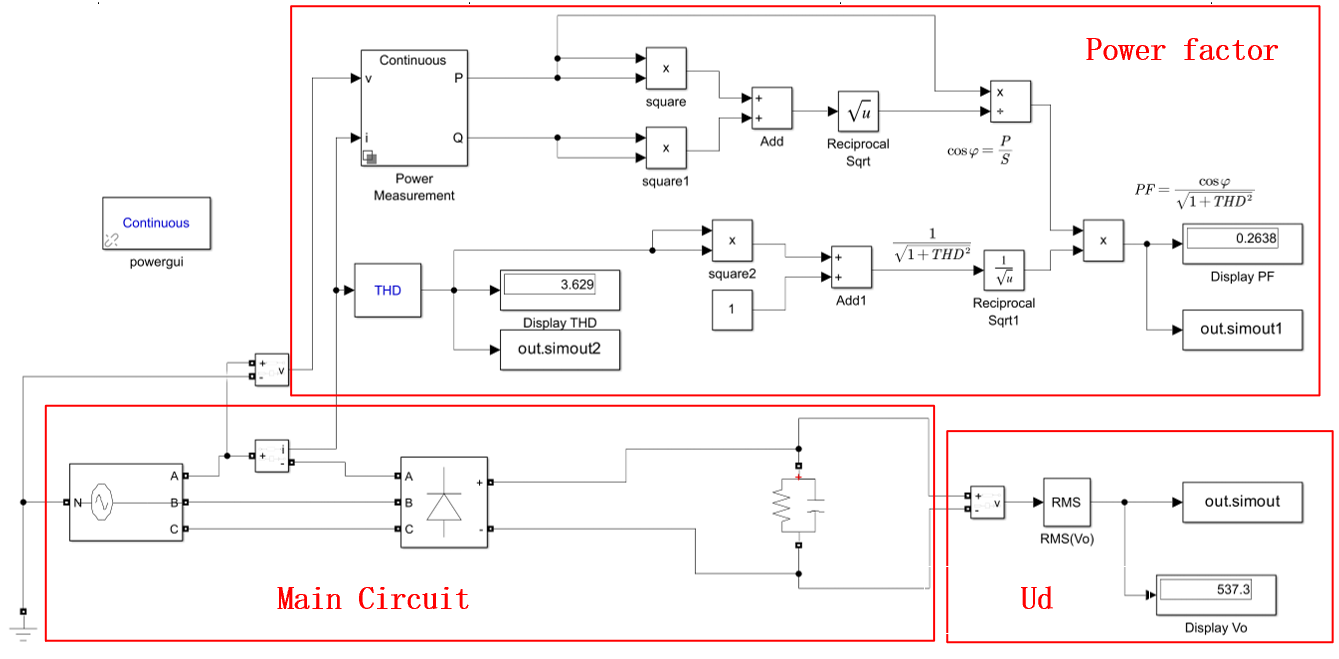 Power factor
Continuous
v
P
i
Q
Power
Measurement
x
square
x
square1
+
+
Add
√u
Reciprocal
Sqrt
x
÷
cos φ = P/S
PF = cos φ/√(1 + THD²)
Continuous
powergui
THD
3.629
Display THD
out.simout2
x
square2
1
+
+
Add1
1/√(1 + THD²)
1/√u
Reciprocal
Sqrt1
x
0.2638
Display PF
out.simout1
+
-
v
+
i
-
N
A
B
C
A
B
C
+
-
+
Main Circuit
+
-
v
RMS
RMS(Vo)
out.simout
537.3
Display Vo
Ud